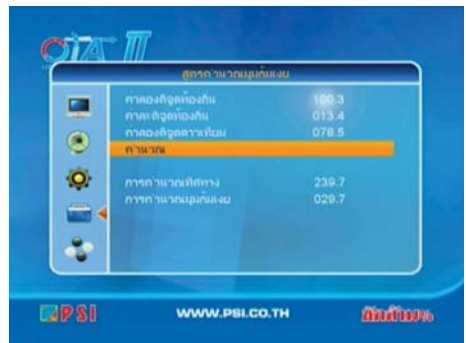 OTA II
สูตรคำนวณมุมก้มเงย
ภาคองติจูดท้องถิ่น 100.3
ภาคละติจูดท้องถิ่น 013.4
ภาคองติจูดดาวเทียม 078.5
คำนวณ
การคำนวณทิศทาง 239.7
การคำนวณมุมก้มเงย 029.7
PSI WWW.PSI.CO.TH